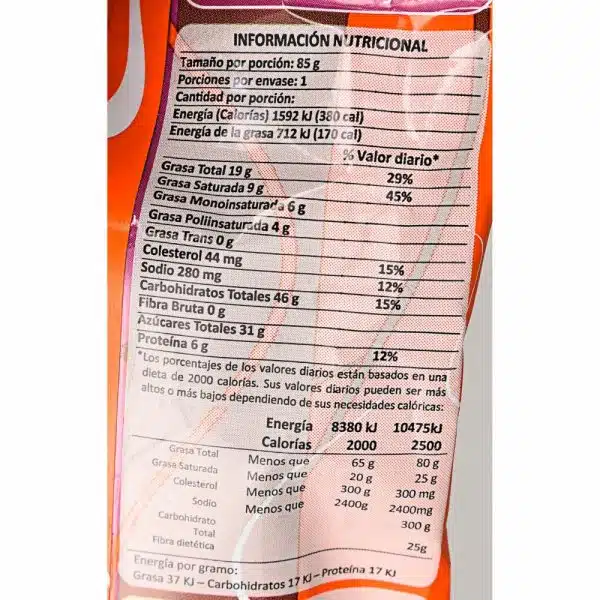 INFORMACIÓN NUTRICIONAL
Tamaño por porción: 85 g
Porciones por envase: 1
Cantidad por porción:
Energía (Calorías) 1592 kJ (380 cal)
Energía de la grasa 712 kJ (170 cal)
% Valor diario*
Grasa Total 19 g 29%
Grasa Saturada 9 g 45%
Grasa Monoinsaturada 6 g
Grasa Poliinsaturada 4 g
Grasa Trans 0 g
Colesterol 44 mg 15%
Sodio 280 mg 12%
Carbohidratos Totales 46 g 15%
Fibra Bruta 0 g
Azúcares Totales 31 g
Proteína 6 g 12%
*Los porcentajes de los valores diarios están basados en una
dieta de 2000 calorías. Sus valores diarios pueden ser más
altos o más bajos dependiendo de sus necesidades calóricas:
Energía 8380 kJ 10475kJ
Calorías 2000 2500
Grasa Total Menos que 65 g 80 g
Grasa Saturada Menos que 20 g 25 g
Colesterol Menos que 300 g 300 mg
Sodio Menos que 2400g 2400mg
Carbohidrato
Total 300 g
Fibra dietética 25g
Energía por gramo:
Grasa 37 KJ – Carbohidratos 17 KJ – Proteína 17 KJ